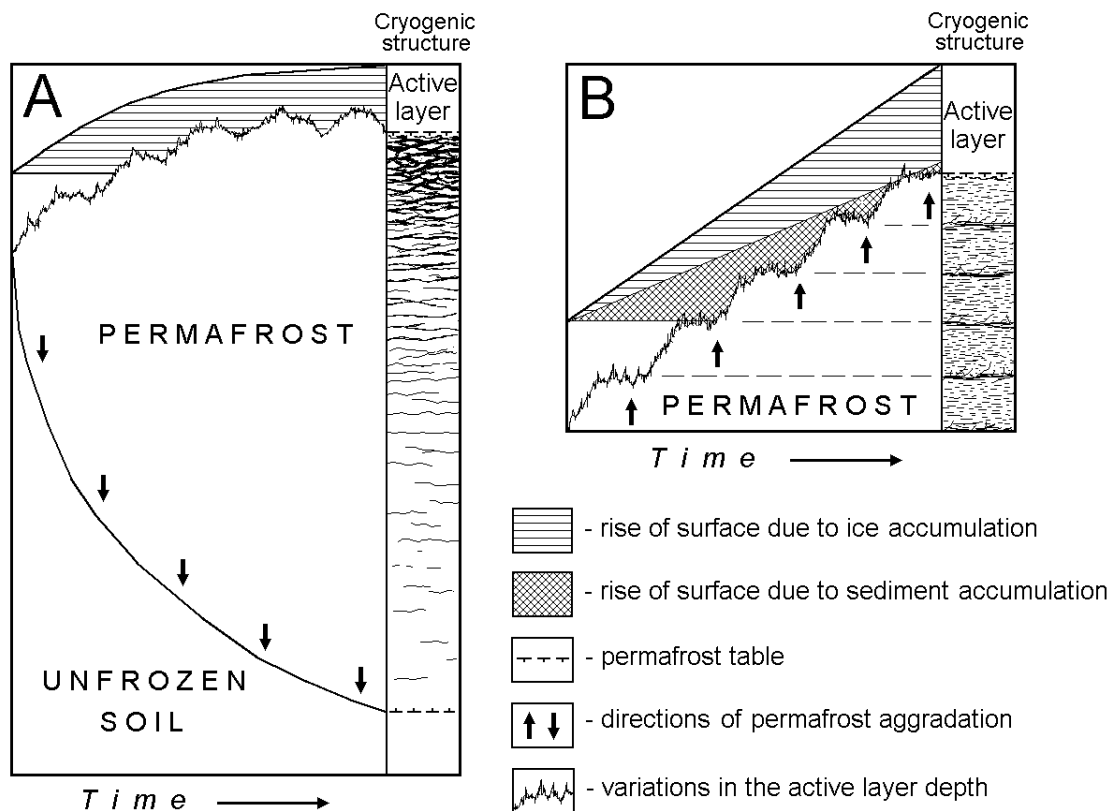 Cryogenic
structure
A
Active
layer
PERMAFROST
UNFROZEN
SOIL
Time
Cryogenic
structure
B
Active
layer
PERMAFROST
Time
- rise of surface due to ice accumulation
- rise of surface due to sediment accumulation
- permafrost table
- directions of permafrost aggradation
- variations in the active layer depth